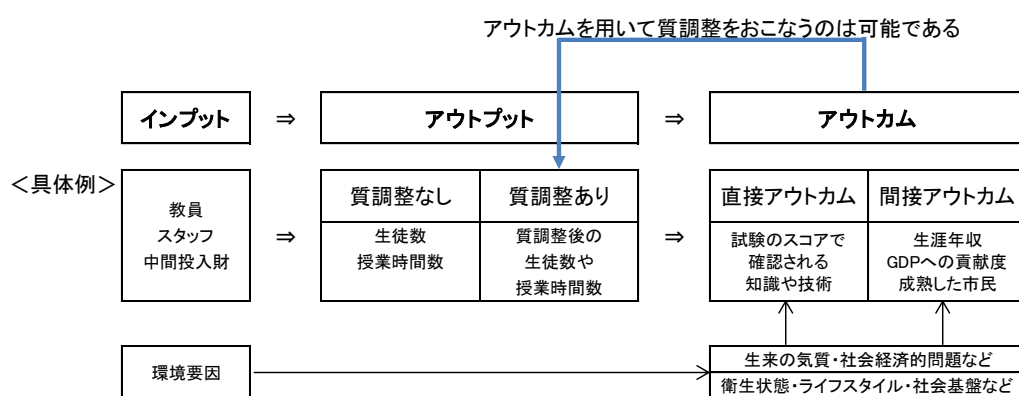 アウトカムを用いて質調整をおこなうのは可能である
インプット ⇒ アウトプット ⇒ アウトカム
＜具体例＞
教員
スタッフ
中間投入財
⇒
質調整なし
生徒数
授業時間数
質調整あり
質調整後の
生徒数や
授業時間数
⇒
直接アウトカム
試験のスコアで
確認される
知識や技術
間接アウトカム
生涯年収
GDPへの貢献度
成熟した市民
環境要因
生来の気質・社会経済的問題など
衛生状態・ライフスタイル・社会基盤など